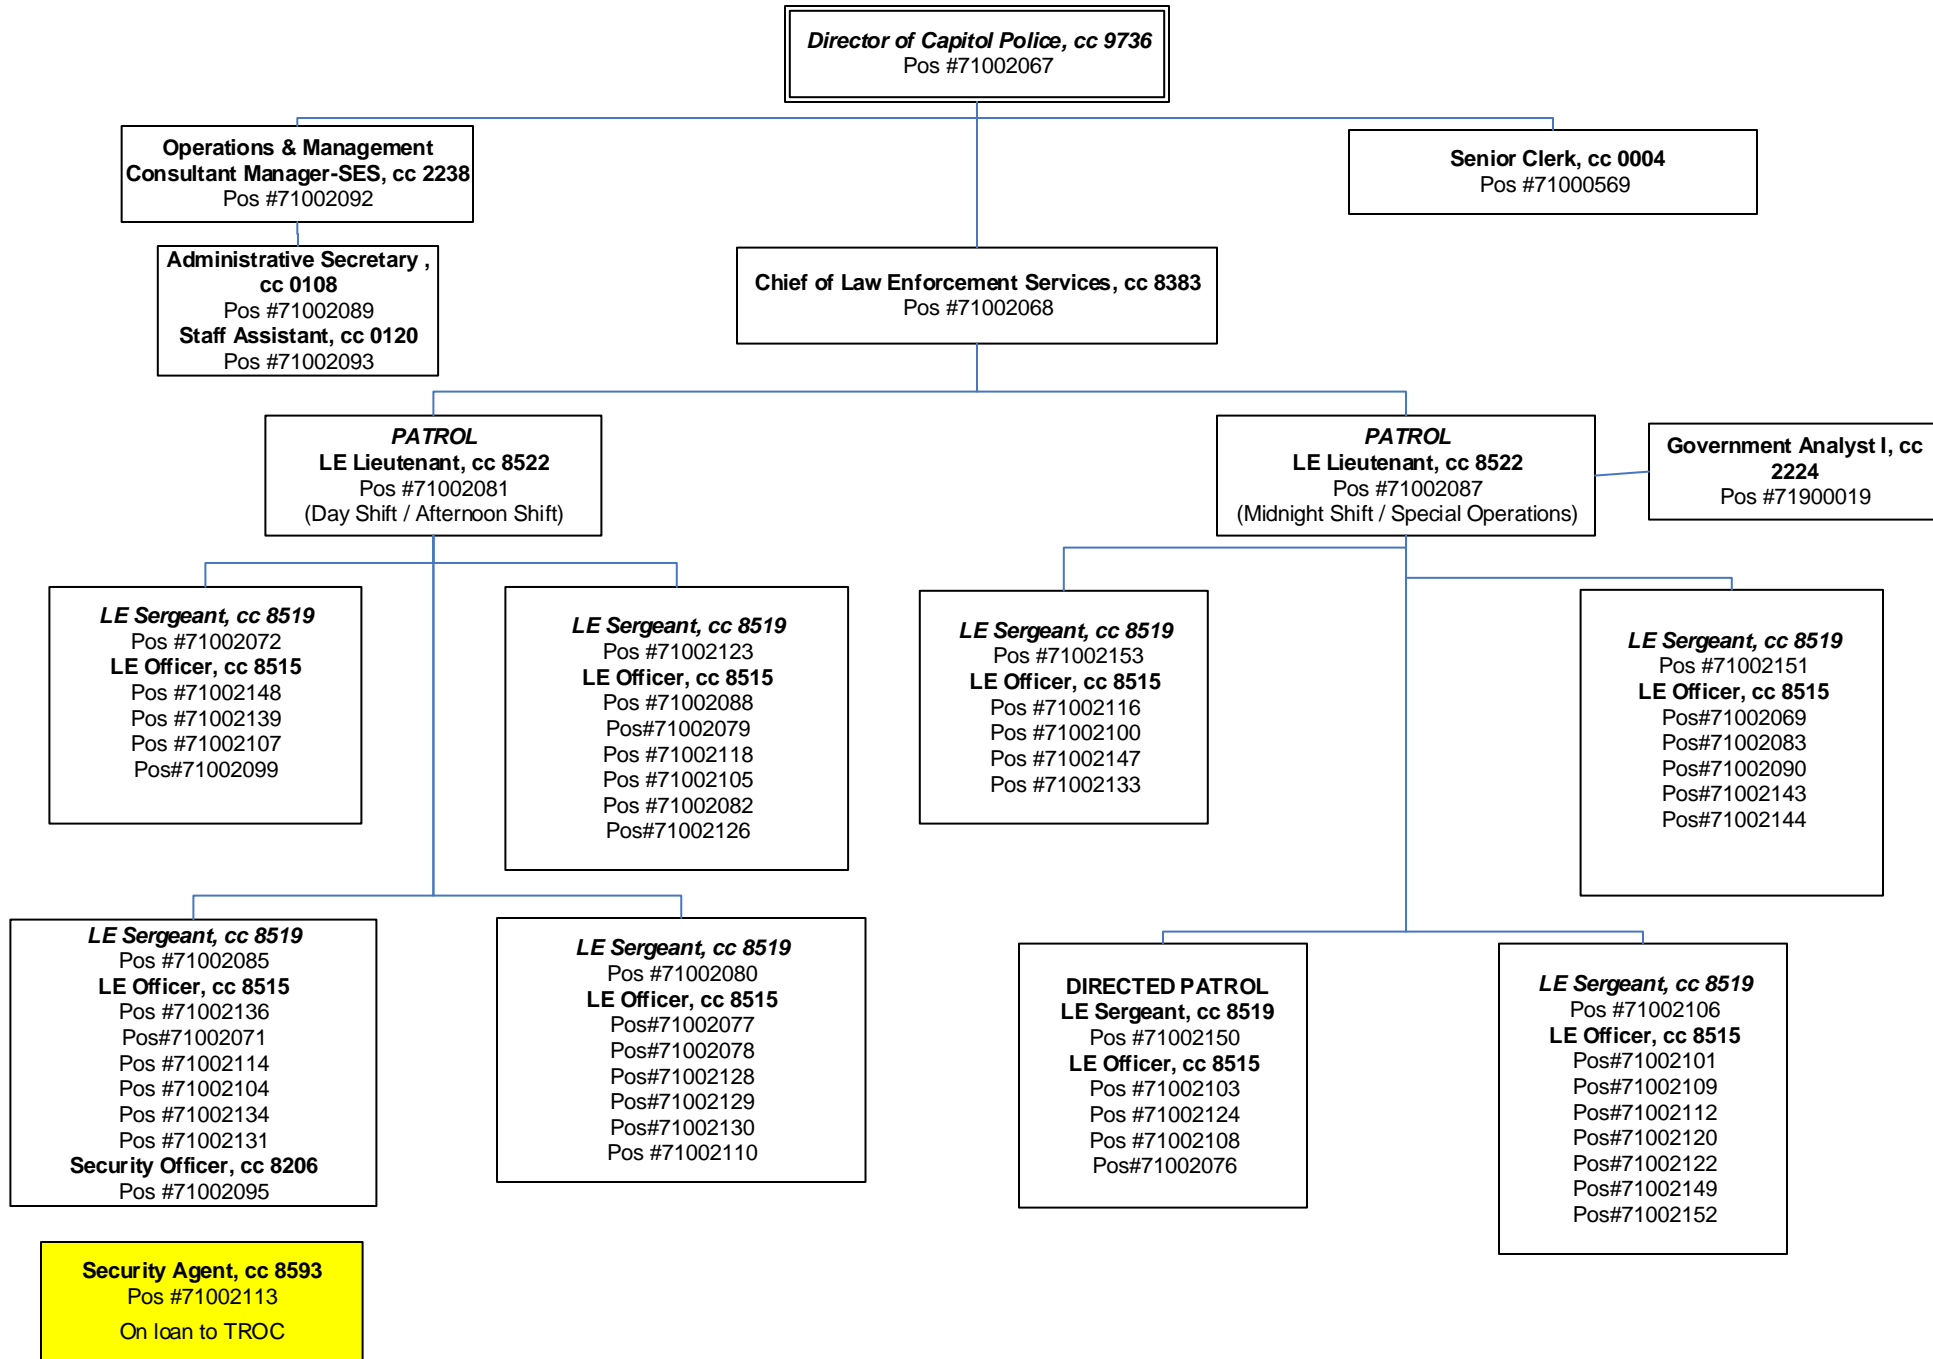 Director of Capitol Police, cc 9736
Pos #71002067
Operations & Management
Consultant Manager-SES, cc 2238
Pos #71002092
Senior Clerk, cc 0004
Pos #71000569
Administrative Secretary ,
cc 0108
Pos #71002089
Staff Assistant, cc 0120
Pos #71002093
Chief of Law Enforcement Services, cc 8383
Pos #71002068
PATROL
LE Lieutenant, cc 8522
Pos #71002081
(Day Shift / Afternoon Shift)
PATROL
LE Lieutenant, cc 8522
Pos #71002087
(Midnight Shift / Special Operations)
Government Analyst I, cc
2224
Pos #71900019
LE Sergeant, cc 8519
Pos #71002072
LE Officer, cc 8515
Pos #71002148
Pos #71002139
Pos #71002107
Pos#71002099
LE Sergeant, cc 8519
Pos #71002123
LE Officer, cc 8515
Pos #71002088
Pos#71002079
Pos #71002118
Pos #71002105
Pos #71002082
Pos#71002126
LE Sergeant, cc 8519
Pos #71002153
LE Officer, cc 8515
Pos #71002116
Pos #71002100
Pos #71002147
Pos #71002133
LE Sergeant, cc 8519
Pos #71002151
LE Officer, cc 8515
Pos#71002069
Pos#71002083
Pos#71002090
Pos#71002143
Pos#71002144
LE Sergeant, cc 8519
Pos #71002085
LE Officer, cc 8515
Pos #71002136
Pos#71002071
Pos #71002114
Pos #71002104
Pos #71002134
Pos #71002131
Security Officer, cc 8206
Pos #71002095
LE Sergeant, cc 8519
Pos #71002080
LE Officer, cc 8515
Pos#71002077
Pos#71002078
Pos#71002128
Pos#71002129
Pos#71002130
Pos #71002110
DIRECTED PATROL
LE Sergeant, cc 8519
Pos #71002150
LE Officer, cc 8515
Pos #71002103
Pos #71002124
Pos #71002108
Pos#71002076
LE Sergeant, cc 8519
Pos #71002106
LE Officer, cc 8515
Pos#71002101
Pos#71002109
Pos#71002112
Pos#71002120
Pos#71002122
Pos#71002149
Pos#71002152
Security Agent, cc 8593
Pos #71002113
On loan to TROC